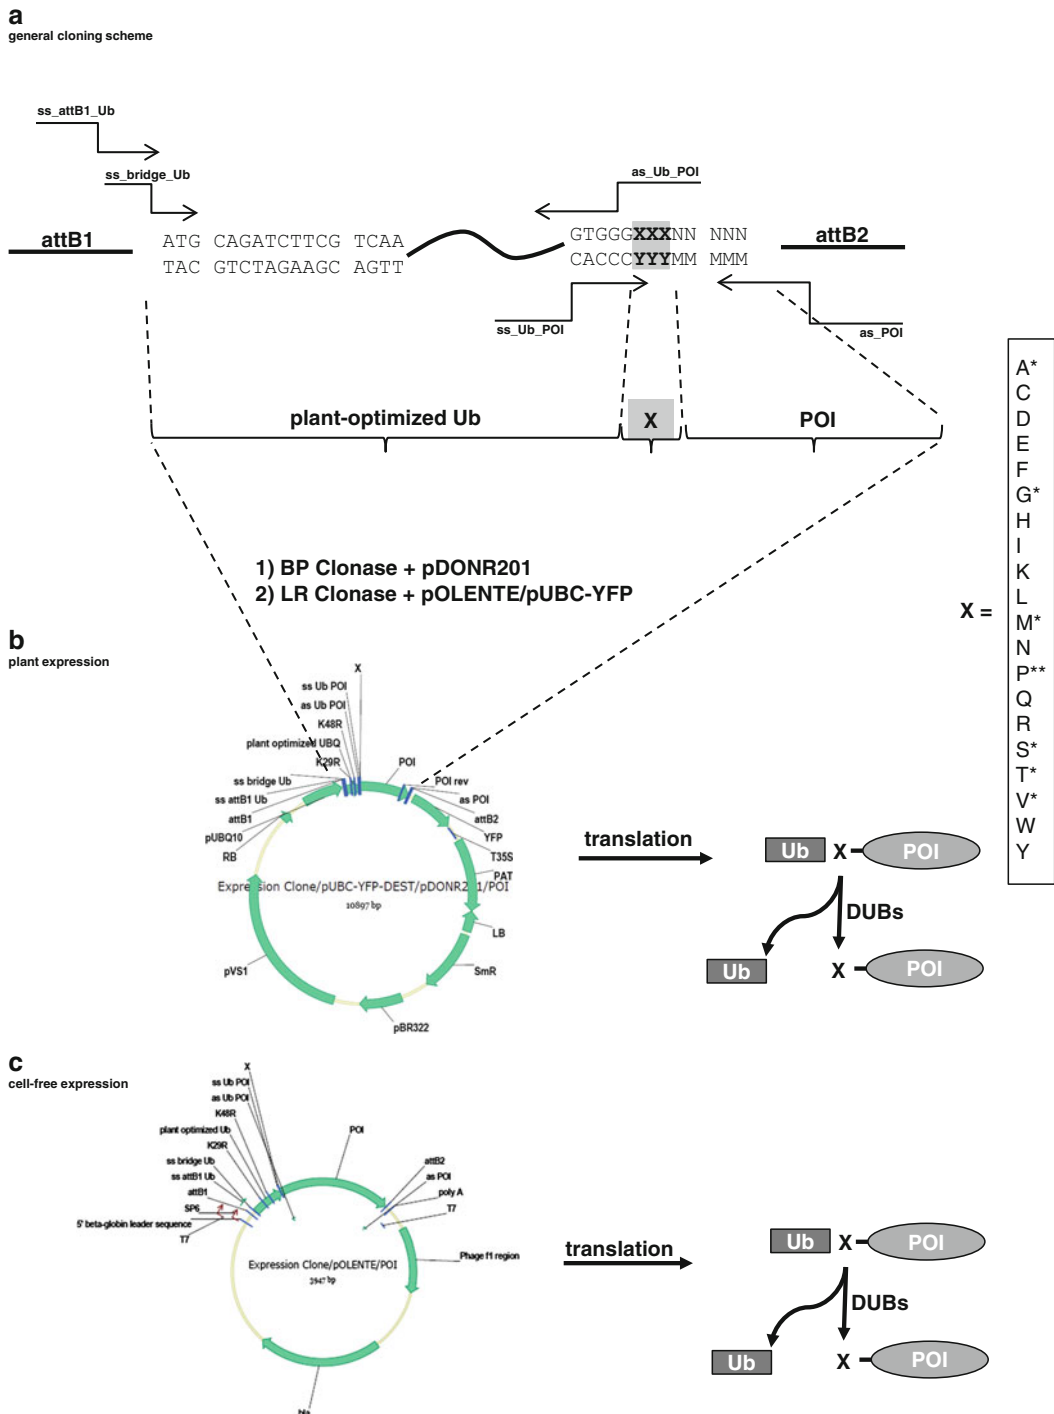 a
general cloning scheme
ss_attB1_Ub
ss_bridge_Ub
as_Ub_POI
attB1
ATG CAGATCTTCG TCAA
TACGTCTAGAAGC AGTT
GTGGGXXXNN NNN
CACCCYYYMM MMM
attB2
ss_Ub_POI
as_POI
plant-optimized Ub
X
POI
1) BP Clonase + pDONR201
2) LR Clonase + pOLENTE/pUBC-YFP
X =
A*
C
D
E
F
G*
H
I
K
L
M*
N
P**
Q
R
S*
T*
V*
W
Y
b
plant expression
X
ss Ub POI
as Ub POI
K48R
plant optimized UBQ
K29R
ss bridge Ub
ss attB1 Ub
attB1
pUBQ10
RB
POI
POI rev
as POI
attB2
YFP
T35S
PAT
Expression Clone/pUBC-YFP-DEST/pDONR201/POI
10897 bp
LB
SmR
pVS1
pBR322
translation
Ub X POI
DUBs
Ub X POI
c
cell-free expression
X
ss Ub POI
as Ub POI
K48R
plant optimized Ub
K29R
ss bridge Ub
ss attB1 Ub
attB1
SP6
5' beta-globin leader sequence
T7
POI
attB2
as POI
poly A
T7
Phage f1 region
Expression Clone/pOLENTE/POI
3947 bp
bla
translation
Ub X POI
DUBs
Ub X POI